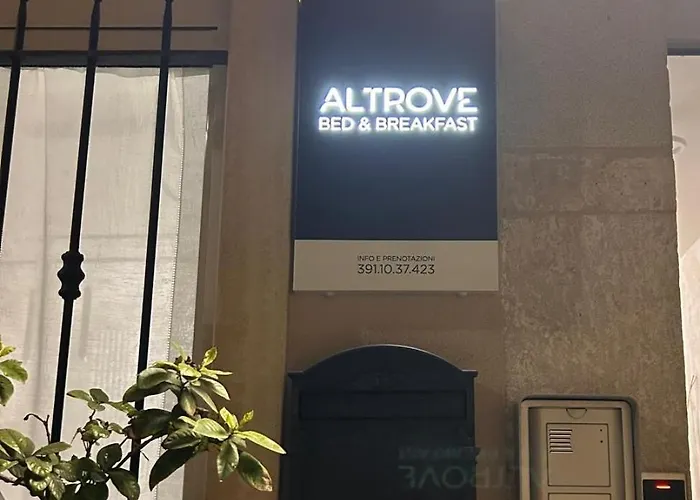 ALTROVE
BED & BREAKFAST
INFO E PRENOTAZIONI
391.10.37.423